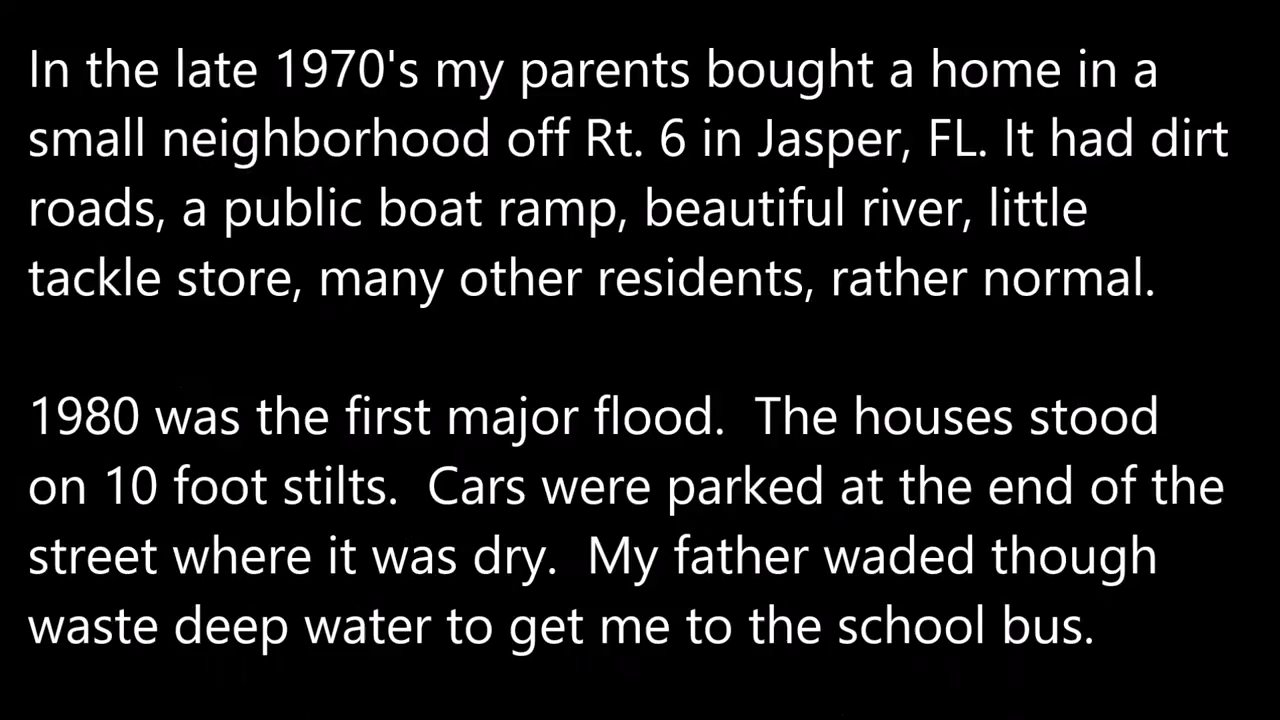 In the late 1970's my parents bought a home in a
small neighborhood off Rt. 6 in Jasper, FL. It had dirt
roads, a public boat ramp, beautiful river, little
tackle store, many other residents, rather normal.
1980 was the first major flood.  The houses stood
on 10 foot stilts.  Cars were parked at the end of the
street where it was dry.  My father waded though
waste deep water to get me to the school bus.